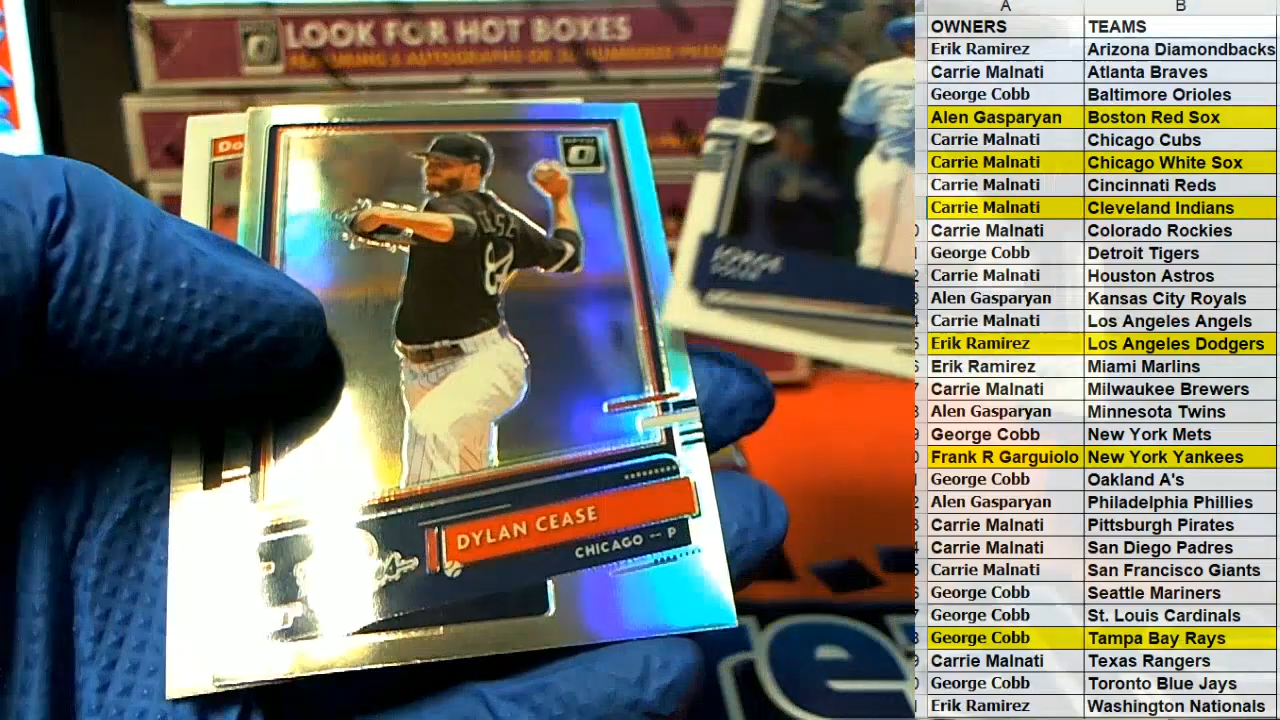 LOOK FOR HOT BOXES
Do
OPTIC
JORGE
SOLER
CEASE
84
DYLAN CEASE
CHICAGO — P
A B
OWNERS TEAMS
Erik Ramirez Arizona Diamondbacks
Carrie Malnati Atlanta Braves
George Cobb Baltimore Orioles
Alen Gasparyan Boston Red Sox
Carrie Malnati Chicago Cubs
Carrie Malnati Chicago White Sox
Carrie Malnati Cincinnati Reds
Carrie Malnati Cleveland Indians
Carrie Malnati Colorado Rockies
George Cobb Detroit Tigers
Carrie Malnati Houston Astros
Alen Gasparyan Kansas City Royals
Carrie Malnati Los Angeles Angels
Erik Ramirez Los Angeles Dodgers
Erik Ramirez Miami Marlins
Carrie Malnati Milwaukee Brewers
Alen Gasparyan Minnesota Twins
George Cobb New York Mets
Frank R Garguiolo New York Yankees
George Cobb Oakland A's
Alen Gasparyan Philadelphia Phillies
Carrie Malnati Pittsburgh Pirates
Carrie Malnati San Diego Padres
Carrie Malnati San Francisco Giants
George Cobb Seattle Mariners
George Cobb St. Louis Cardinals
George Cobb Tampa Bay Rays
Carrie Malnati Texas Rangers
George Cobb Toronto Blue Jays
Erik Ramirez Washington Nationals